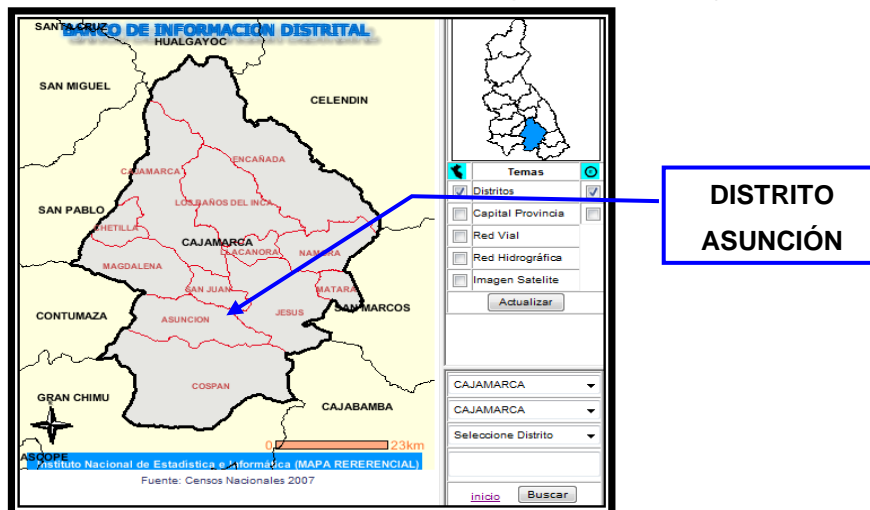 BANCO DE INFORMACION DISTRITAL
SANTA CRUZ
HUALGAYOC
SAN MIGUEL
CELENDIN
ENCAÑADA
CAJAMARCA
LOS BAÑOS DEL INCA
SAN PABLO
CHETILLA
CAJAMARCA
LLACANORA
NAMORA
MAGDALENA
SAN JUAN
MATARA
SAN MARCOS
CONTUMAZA
ASUNCION
JESUS
COSPAN
GRAN CHIMU
CAJABAMBA
0 23km
ASCOPE
Instituto Nacional de Estadistica e Informática (MAPA RERERENCIAL)
Fuente: Censos Nacionales 2007
Temas
Distritos
Capital Provincia
Red Vial
Red Hidrográfica
Imagen Satelite
Actualizar
CAJAMARCA
CAJAMARCA
Seleccione Distrito
inicio Buscar
DISTRITO
ASUNCIÓN